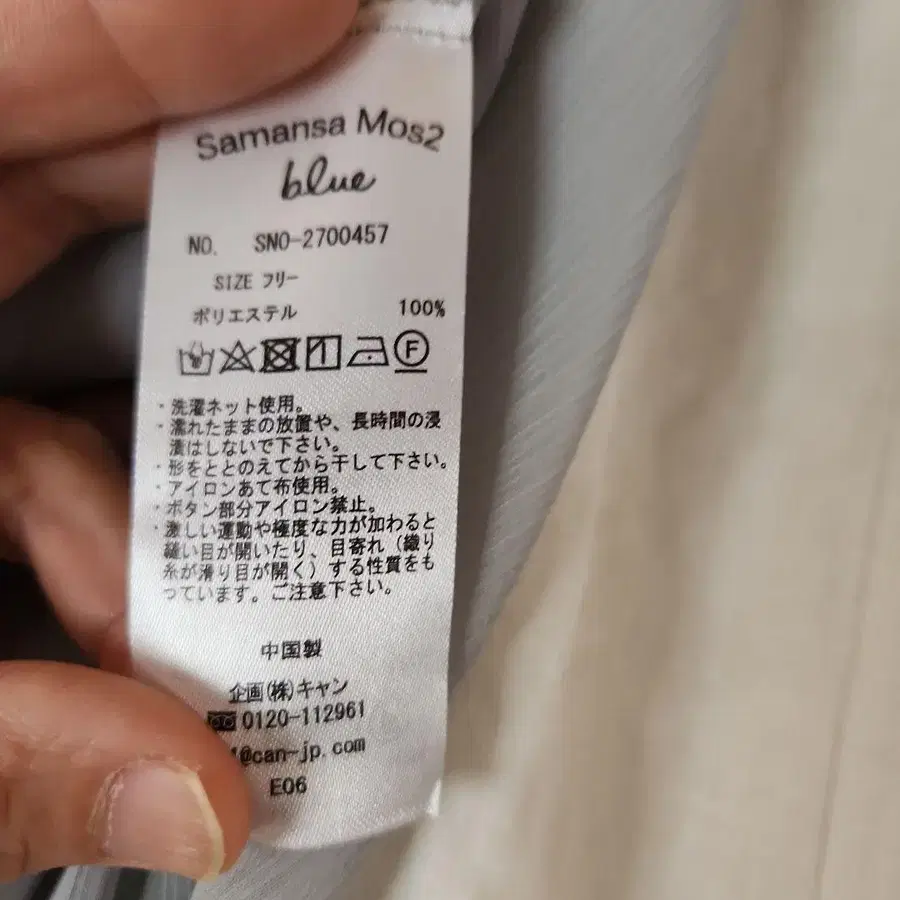 Samansa Mos2
blue
NO. SNO-2700457
SIZE フリー
ポリエステル 100%
F
・洗濯ネット使用。
・濡れたままの放置や、長時間の浸
漬はしないで下さい。
・形をととのえてから干して下さい。
・アイロンあて布使用。
・ボタン部分アイロン禁止。
・激しい運動や極度な力が加わると
縫い目が開いたり、目寄れ（織り
糸が滑り目が開く）する性質をも
っています。ご注意下さい。
中国製
企画(株)キャン
0120-112961
@can-jp.com
E06